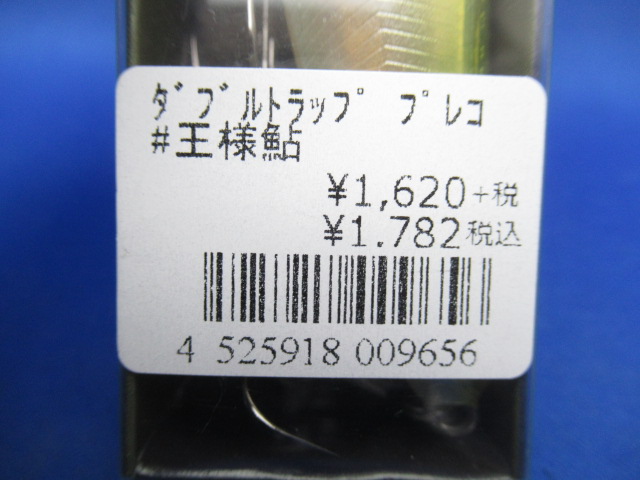 ﾀﾞﾌﾞﾙﾄﾗｯﾌﾟ ﾌﾟﾚｺ
#王様鮎
¥1,620+税
¥1.782税込
4 525918 009656